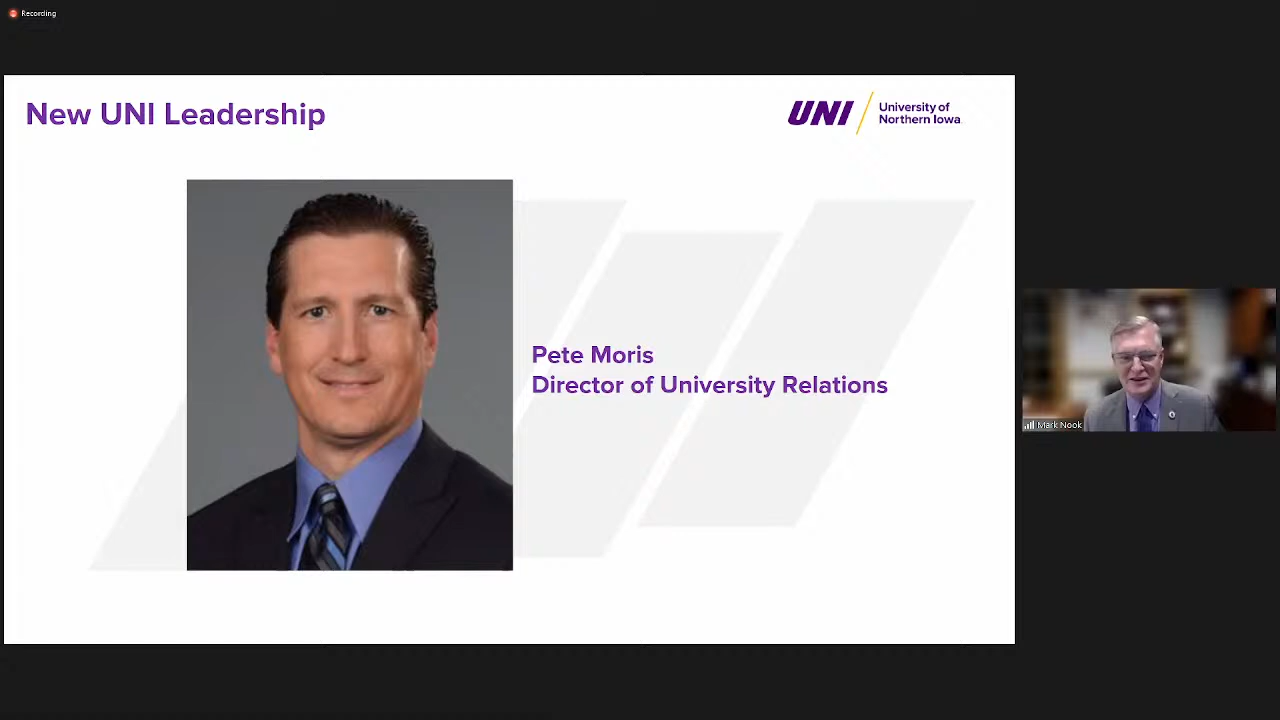 Recording
New UNI Leadership
UNI
University of
Northern Iowa
Pete Moris
Director of University Relations
Mark Nook